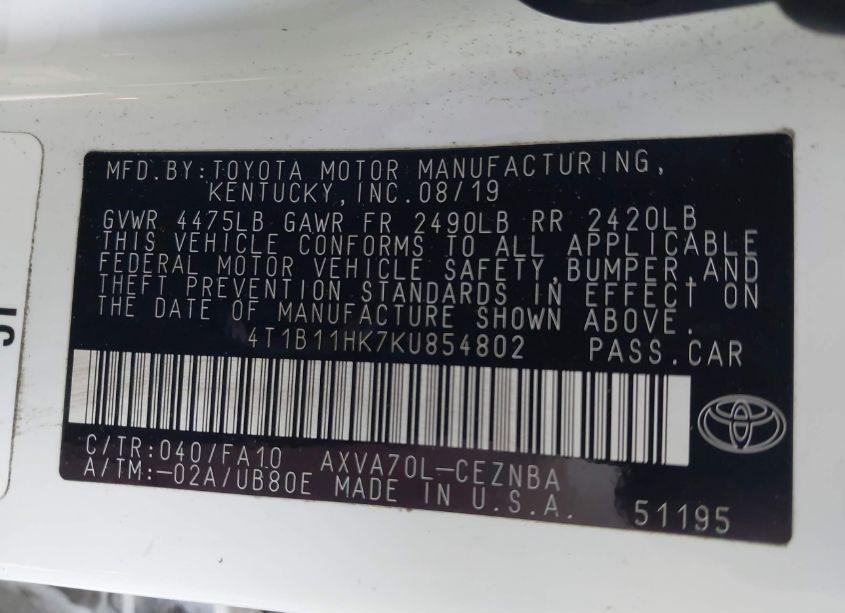 MFD.BY:TOYOTA MOTOR MANUFACTURING,
KENTUCKY,INC.08/19
GVWR 4475LB GAWR FR 2490LB RR 2420LB
THIS VEHICLE CONFORMS TO ALL APPLICABLE
FEDERAL MOTOR VEHICLE SAFETY,BUMPER,AND
THEFT PREVENTION STANDARDS IN EFFECT ON
THE DATE OF MANUFACTURE SHOWN ABOVE.
4T1B11HK7KU854802 PASS.CAR
C/TR:040/FA10 AXVA70L-CEZNBA
A/TM:-02A/UB80E MADE IN U.S.A.
51195